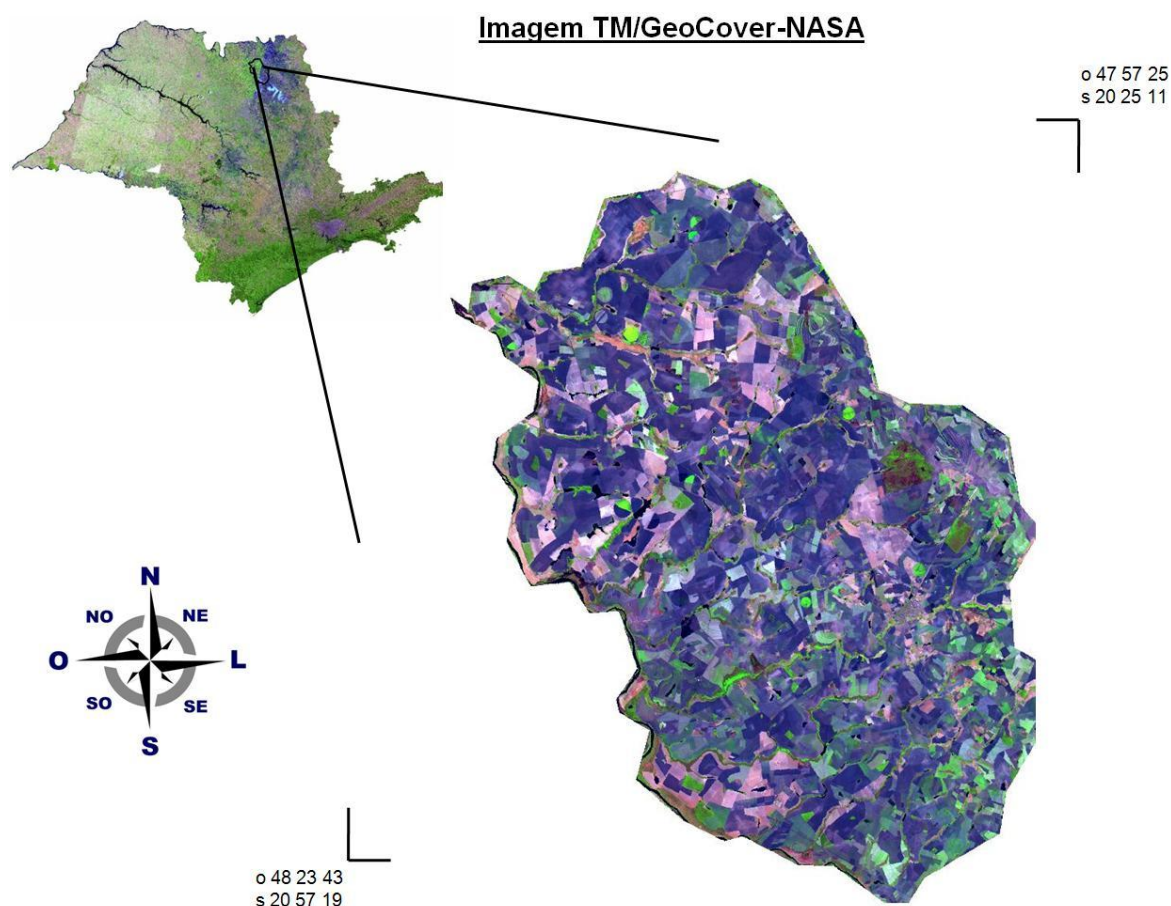 Imagem TM/GeoCover-NASA
o 47 57 25
s 20 25 11
N
NO
NE
O
L
SO
SE
S
o 48 23 43
s 20 57 19